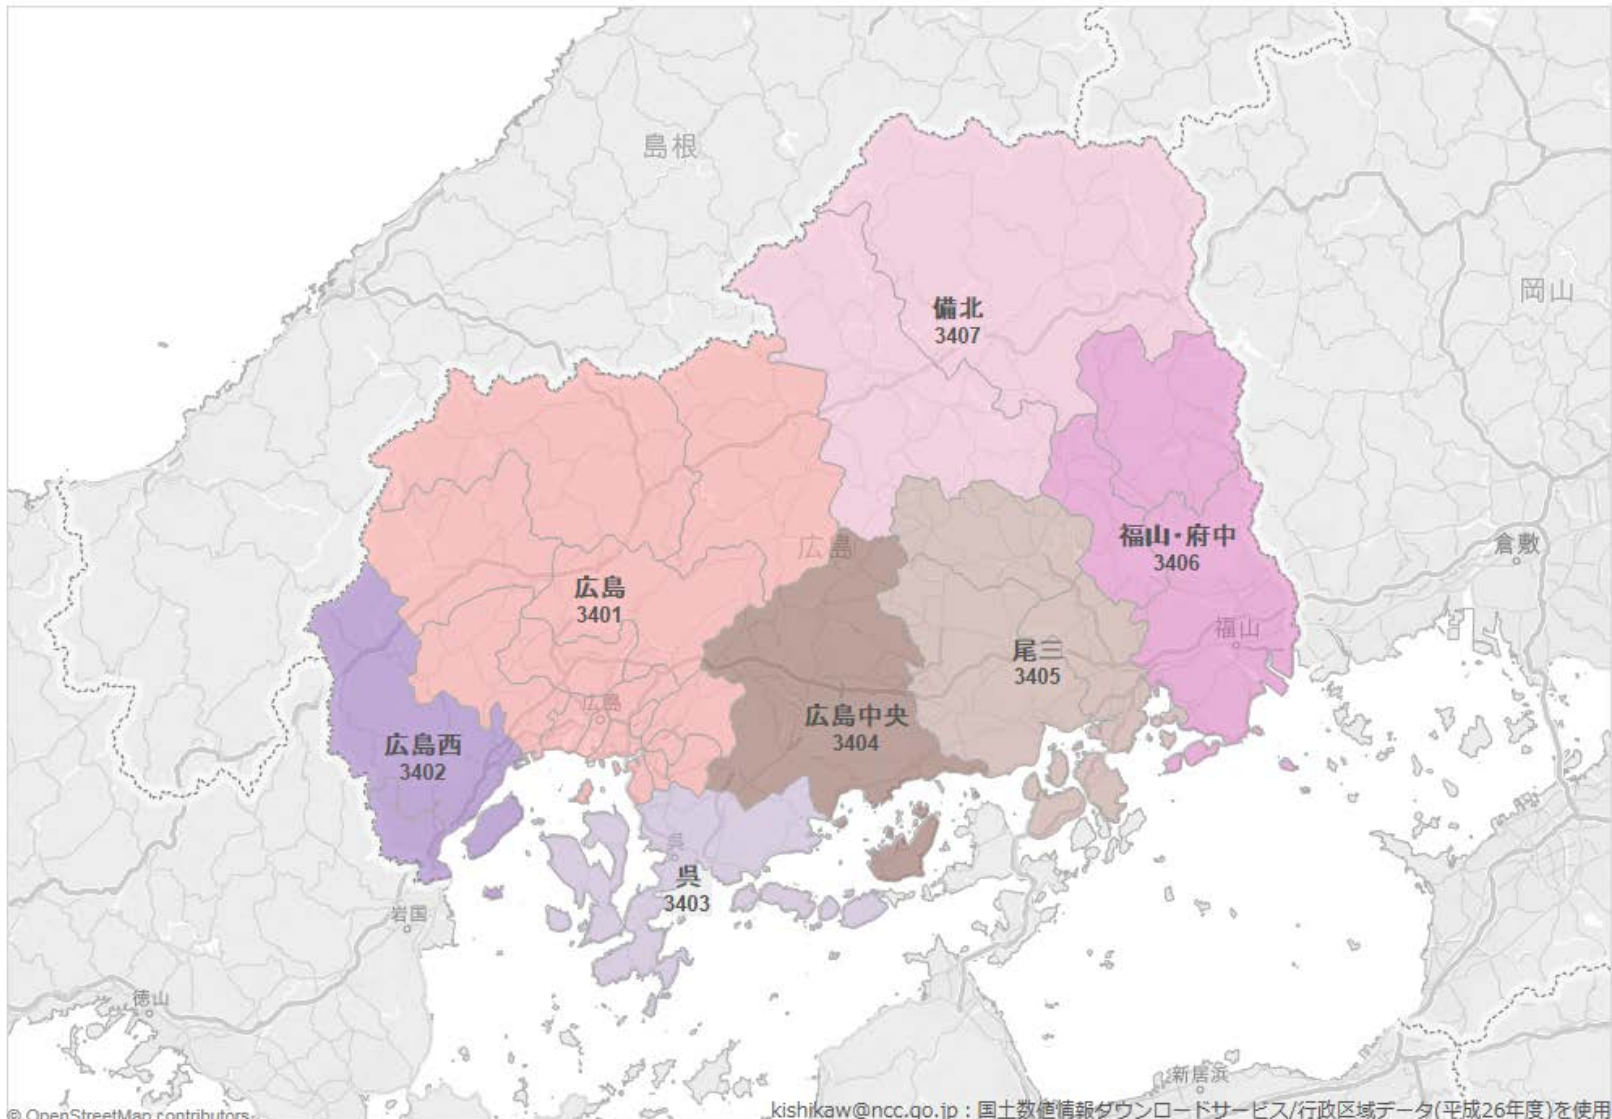 島根
岡山
備北
3407
広島
福山・府中
3406
倉敷
広島
3401
福山
尾三
3405
広島
広島中央
3404
広島西
3402
呉
呉
3403
岩国
徳山
新居浜
© OpenStreetMap contributors
kishikaw@ncc.go.jp：国土数値情報ダウンロードサービス/行政区域データ(平成26年度)を使用